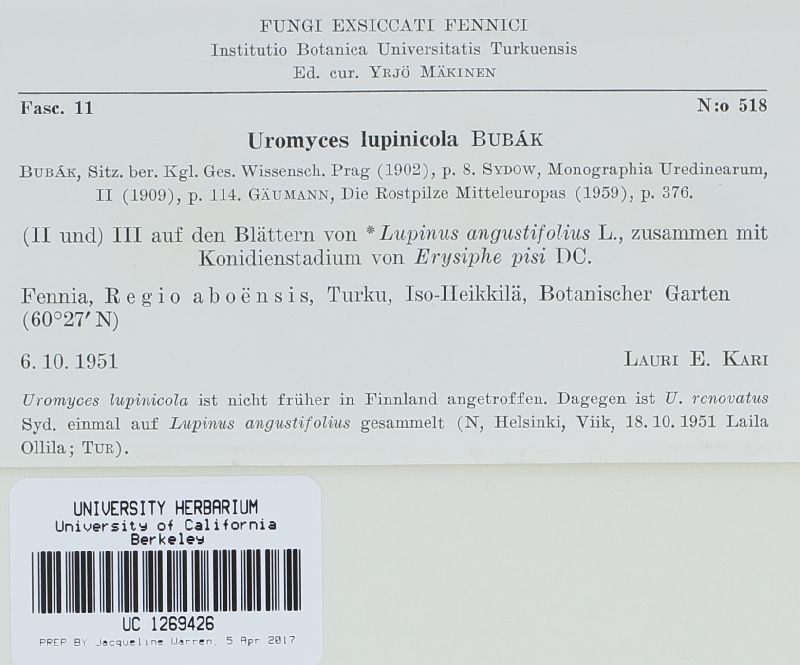 FUNGI EXSICCATI FENNICI
Institutio Botanica Universitatis Turkuensis
Ed. cur. YRJÖ MÄKINEN
Fasc. 11 N:o 518
Uromyces lupinicola BUBÁK
BUBÁK, Sitz. ber. Kgl. Ges. Wissensch. Prag (1902), p. 8. SYDOW, Monographia Uredinearum,
II (1909), p. 114. GÄUMANN, Die Rostpilze Mitteleuropas (1959), p. 376.
(II und) III auf den Blättern von *Lupinus angustifolius L., zusammen mit
Konidienstadium von Erysiphe pisi DC.
Fennia, Regio aboënsis, Turku, Iso-Heikkilä, Botanischer Garten
(60°27′ N)
6. 10. 1951 LAURI E. KARI
Uromyces lupinicola ist nicht früher in Finnland angetroffen. Dagegen ist U. renovatus
Syd. einmal auf Lupinus angustifolius gesammelt (N, Helsinki, Viik, 18. 10. 1951 Laila
Ollila; TUR).
UNIVERSITY HERBARIUM
University of California
Berkeley
UC 1269426
PREP BY Jacqueline Warren, 5 Apr 2017